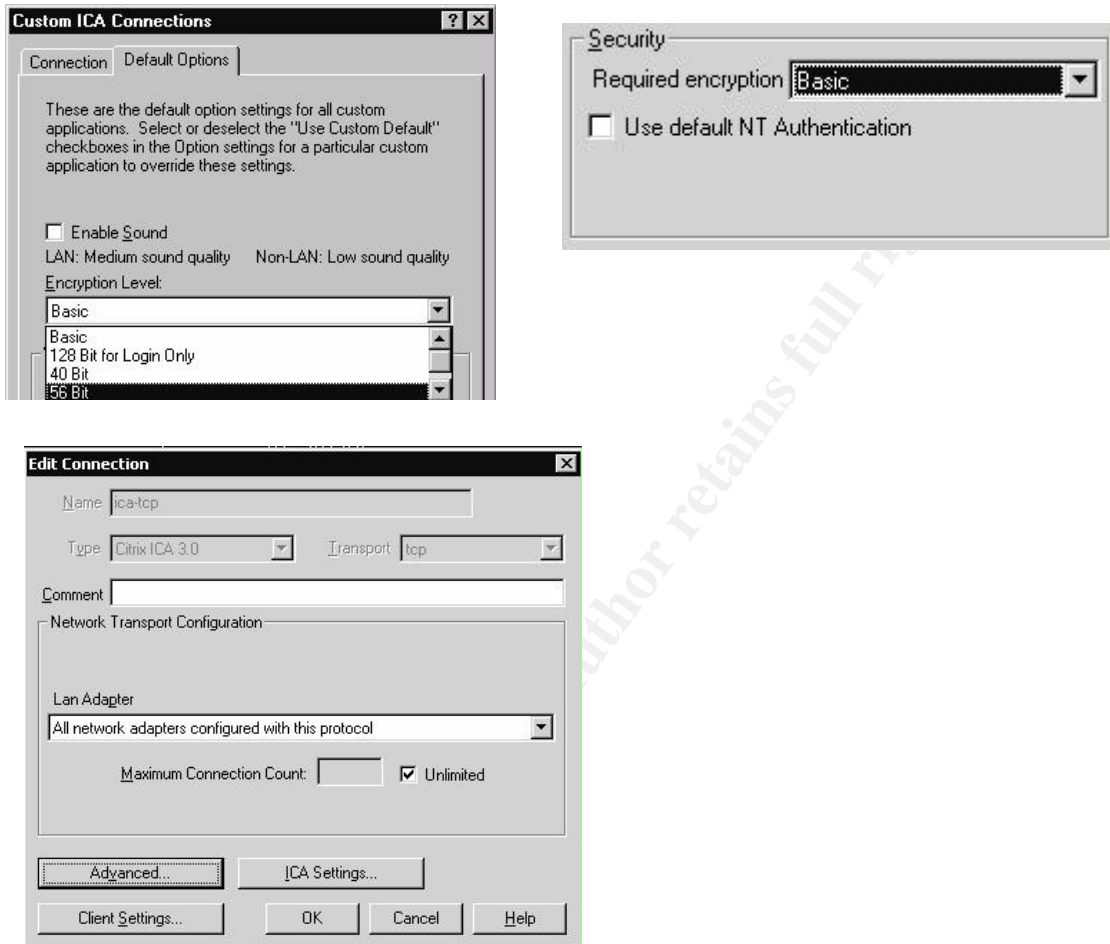 Custom ICA Connections
Connection Default Options
These are the default option settings for all custom
applications. Select or deselect the "Use Custom Default"
checkboxes in the Option settings for a particular custom
application to override these settings.
Enable Sound
LAN: Medium sound quality Non-LAN: Low sound quality
Encryption Level:
Basic
Basic
128 Bit for Login Only
40 Bit
56 Bit
Security
Required encryption Basic
Use default NT Authentication
Edit Connection
Name ica-tcp
Type Citrix ICA 3.0 Transport tcp
Comment
Network Transport Configuration
Lan Adapter
All network adapters configured with this protocol
Maximum Connection Count: Unlimited
Advanced... ICA Settings...
Client Settings... OK Cancel Help
author retains full